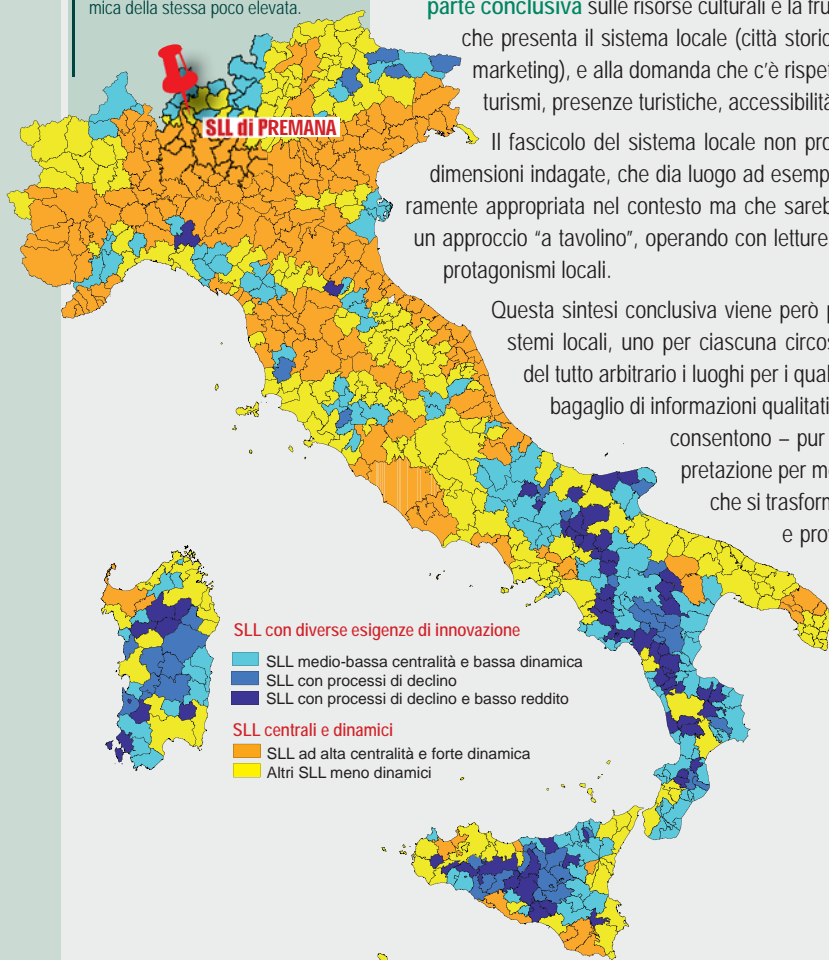 mica della stessa poco elevata.
parte conclusiva sulle risorse culturali e la fru
che presenta il sistema locale (città storic
marketing), e alla domanda che c'è rispet
turismi, presenze turistiche, accessibilità
Il fascicolo del sistema locale non pro
dimensioni indagate, che dia luogo ad esemp
ramente appropriata nel contesto ma che sareb
un approccio "a tavolino", operando con letture
protagonismi locali.
Questa sintesi conclusiva viene però p
stemi locali, uno per ciascuna circos
del tutto arbitrario i luoghi per i qual
bagaglio di informazioni qualitati
consentono – pur
pretazione per me
che si trasform
e prot
SLL di PREMANA
SLL con diverse esigenze di innovazione
SLL medio-bassa centralità e bassa dinamica
SLL con processi di declino
SLL con processi di declino e basso reddito
SLL centrali e dinamici
SLL ad alta centralità e forte dinamica
Altri SLL meno dinamici